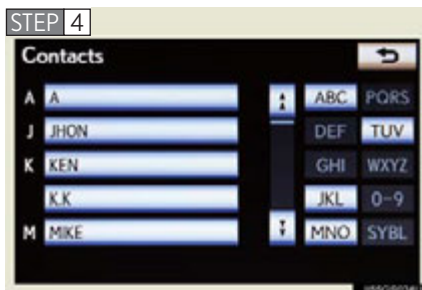 STEP 4
Contacts
A A ABC PQRS
J JHON DEF TUV
K KEN GHI WXYZ
K.K JKL 0-9
M MIKE MNO SYBL